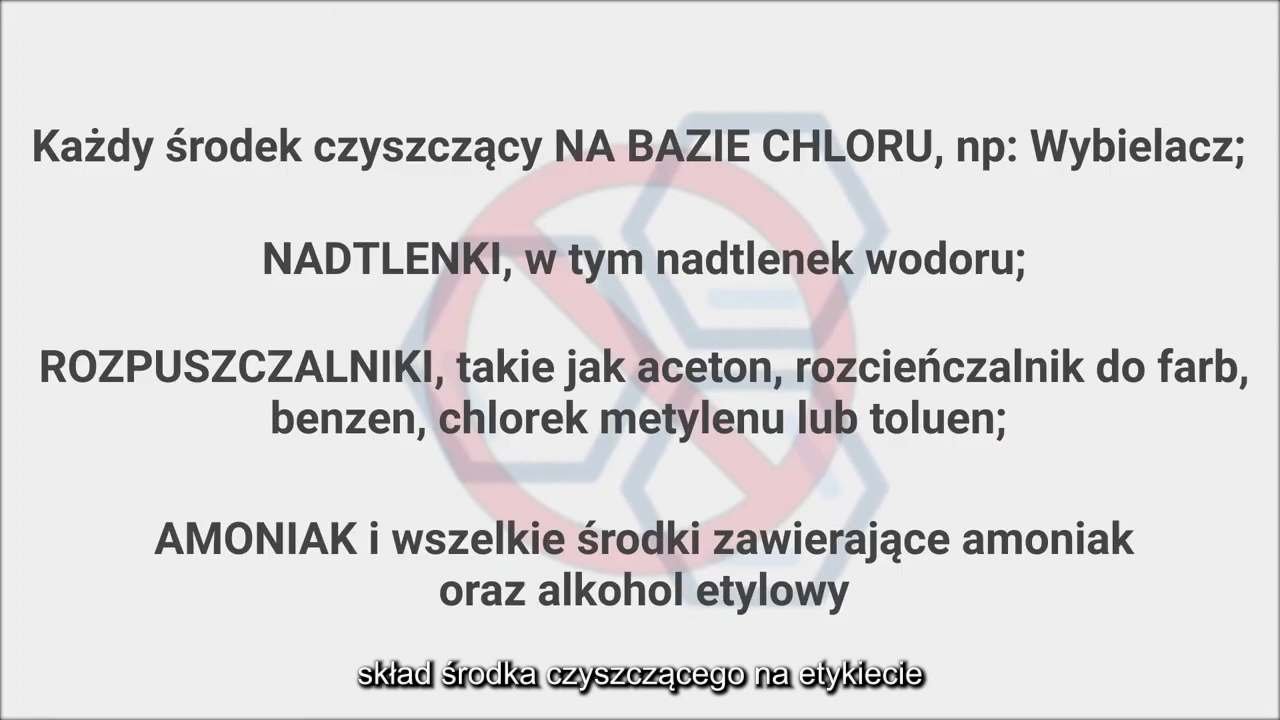 Każdy środek czyszczący NA BAZIE CHLORU, np: Wybielacz;
NADTLENKI, w tym nadtlenek wodoru;
ROZPUSZCZALNIKI, takie jak aceton, rozcieńczalnik do farb,
benzen, chlorek metylenu lub toluen;
AMONIAK i wszelkie środki zawierające amoniak
oraz alkohol etylowy
skład środka czyszczącego na etykiecie